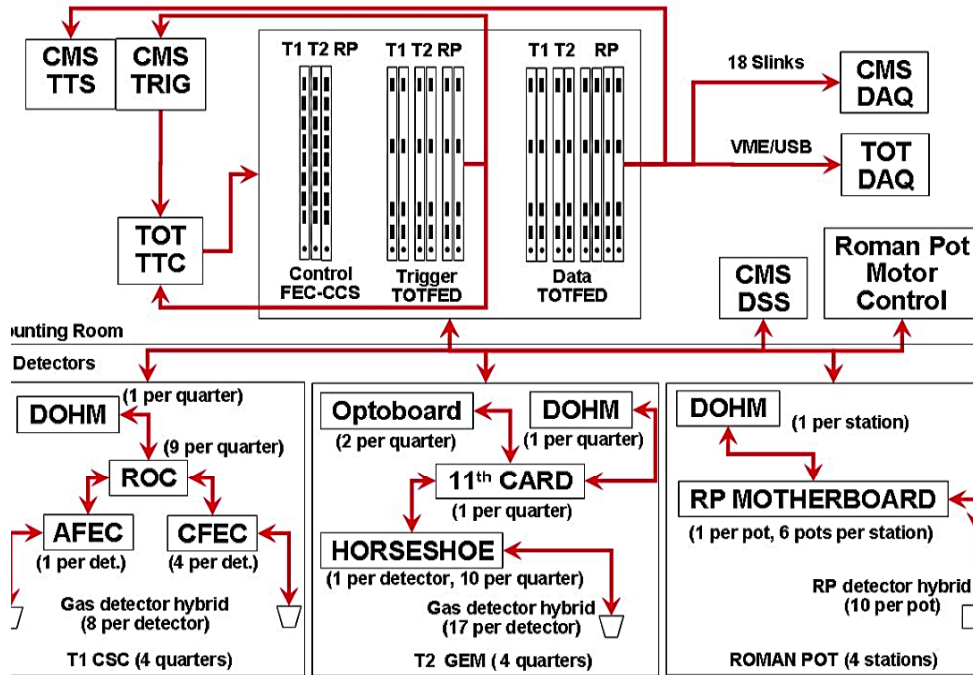 CMS
TTS
CMS
TRIG
TOT
TTC
T1 T2 RP
T1 T2 RP
T1 T2 RP
Control
FEC-CCS
Trigger
TOTFED
Data
TOTFED
18 Slinks
CMS
DAQ
VME/USB
TOT
DAQ
CMS
DSS
Roman Pot
Motor
Control
ounting Room
Detectors
(1 per quarter)
DOHM
(9 per quarter)
ROC
AFEC
(1 per det.)
CFEC
(4 per det.)
Gas detector hybrid
(8 per detector)
T1 CSC (4 quarters)
Optoboard
(2 per quarter)
DOHM
(1 per quarter)
11th CARD
(1 per quarter)
HORSESHOE
(1 per detector, 10 per quarter)
Gas detector hybrid
(17 per detector)
T2 GEM (4 quarters)
DOHM
(1 per station)
RP MOTHERBOARD
(1 per pot, 6 pots per station)
RP detector hybrid
(10 per pot)
ROMAN POT (4 stations)